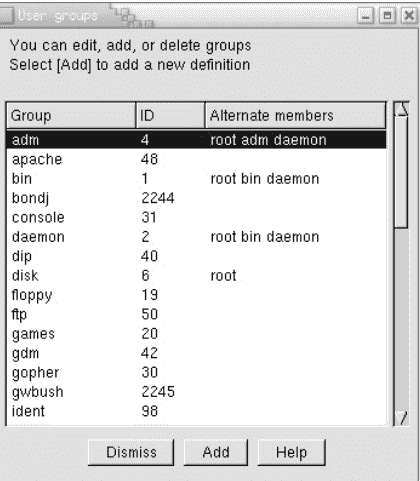 User groups
You can edit, add, or delete groups
Select [Add] to add a new definition
Group ID Alternate members
adm 4 root adm daemon
apache 48
bin 1 root bin daemon
bondj 2244
console 31
daemon 2 root bin daemon
dip 40
disk 6 root
floppy 19
ftp 50
games 20
gdm 42
gopher 30
gwbush 2245
ident 98
Dismiss Add Help